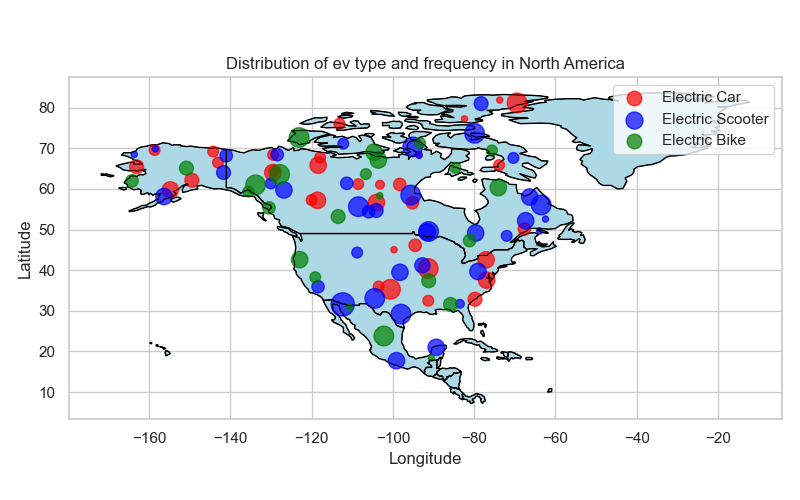 Distribution of ev type and frequency in North America
Electric Car
Electric Scooter
Electric Bike
80
70
60
50
40
30
20
10
Latitude
−160 −140 −120 −100 −80 −60 −40 −20
Longitude